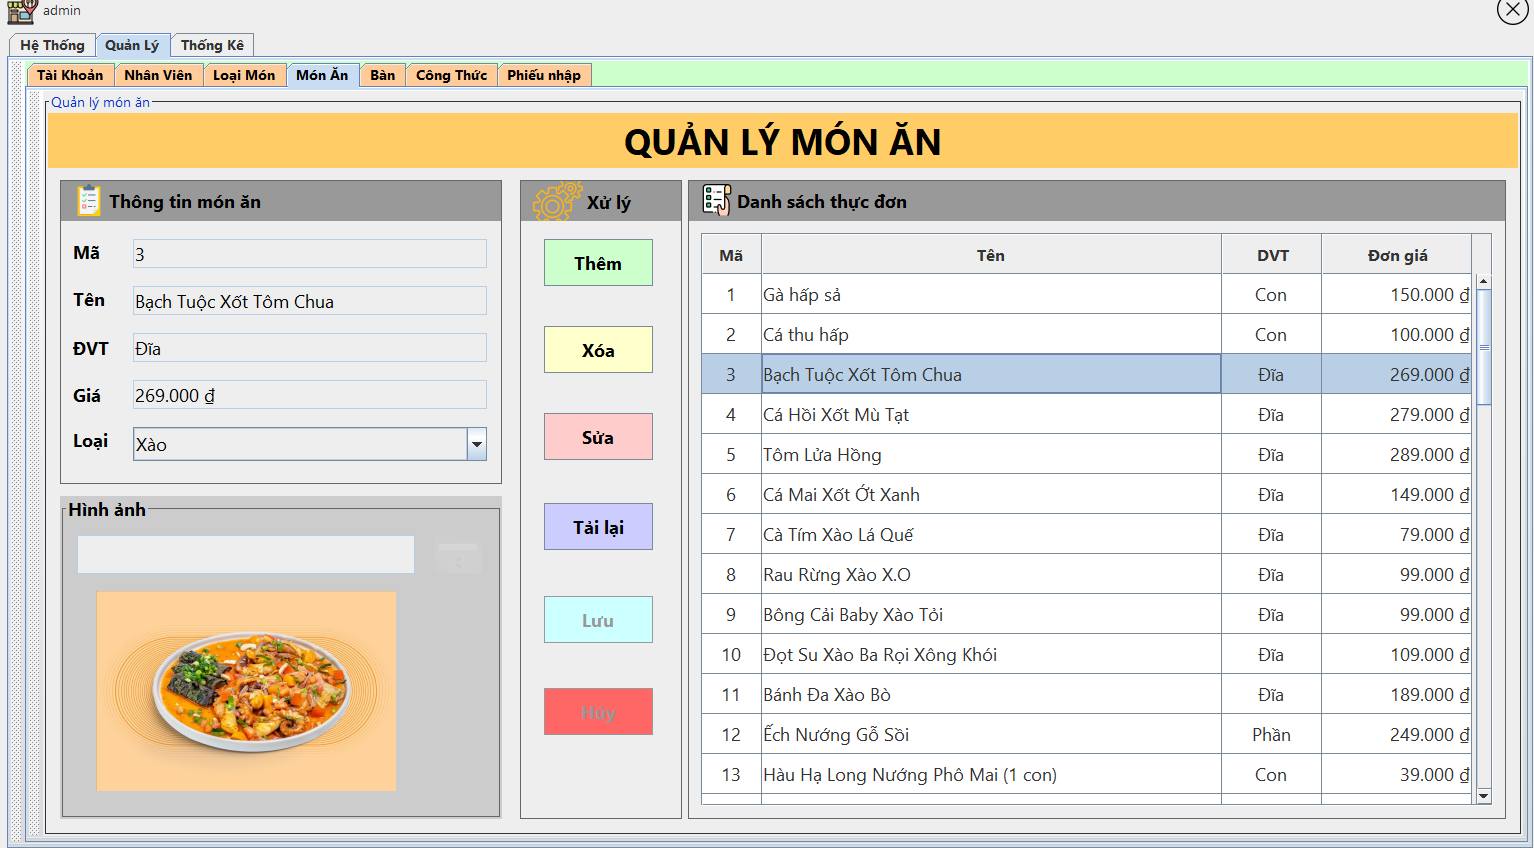 admin
Hệ Thống Quản Lý Thống Kê
Tài Khoản Nhân Viên Loại Món Món Ăn Bàn Công Thức Phiếu nhập
Quản lý món ăn
QUẢN LÝ MÓN ĂN
Thông tin món ăn
Mã 3
Tên Bạch Tuộc Xốt Tôm Chua
ĐVT Đĩa
Giá 269.000 ₫
Loại Xào
Hình ảnh
Xử lý
Thêm
Xóa
Sửa
Tải lại
Lưu
Hủy
Danh sách thực đơn
Mã Tên DVT Đơn giá
1 Gà hấp sả Con 150.000 ₫
2 Cá thu hấp Con 100.000 ₫
3 Bạch Tuộc Xốt Tôm Chua Đĩa 269.000 ₫
4 Cá Hồi Xốt Mù Tạt Đĩa 279.000 ₫
5 Tôm Lửa Hồng Đĩa 289.000 ₫
6 Cá Mai Xốt Ớt Xanh Đĩa 149.000 ₫
7 Cà Tím Xào Lá Quế Đĩa 79.000 ₫
8 Rau Rừng Xào X.O Đĩa 99.000 ₫
9 Bông Cải Baby Xào Tỏi Đĩa 99.000 ₫
10 Đọt Su Xào Ba Rọi Xông Khói Đĩa 109.000 ₫
11 Bánh Đa Xào Bò Đĩa 189.000 ₫
12 Ếch Nướng Gỗ Sồi Phần 249.000 ₫
13 Hàu Hạ Long Nướng Phô Mai (1 con) Con 39.000 ₫